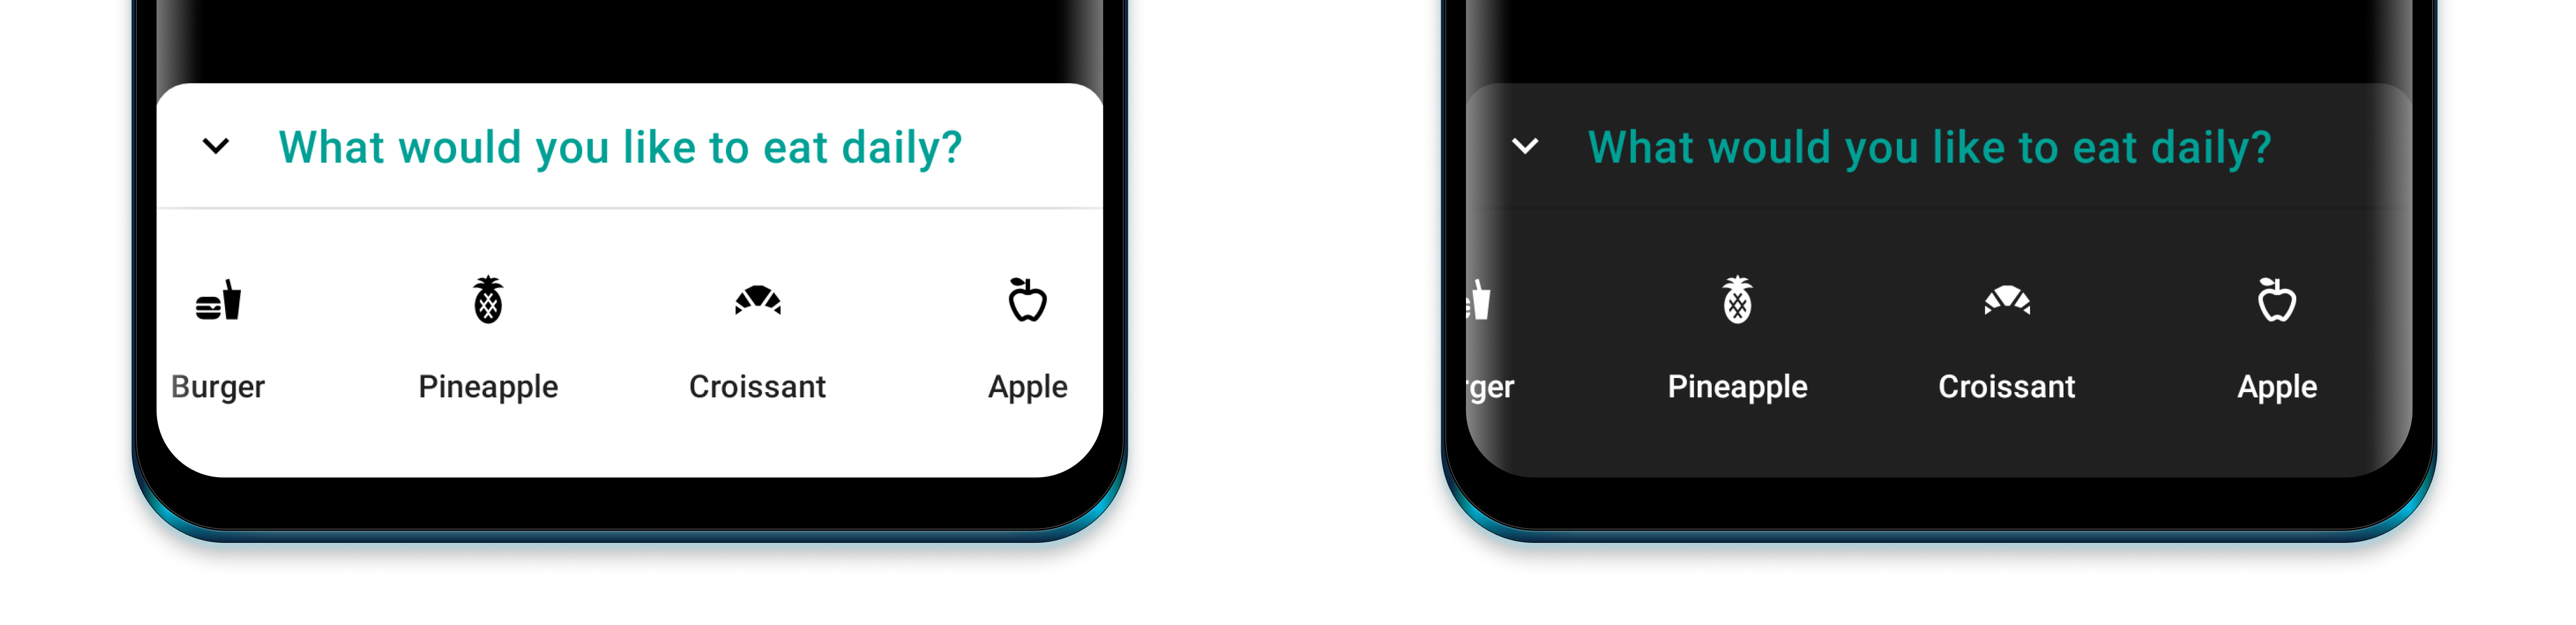 What would you like to eat daily?
Burger Pineapple Croissant Apple
What would you like to eat daily?
rger Pineapple Croissant Apple